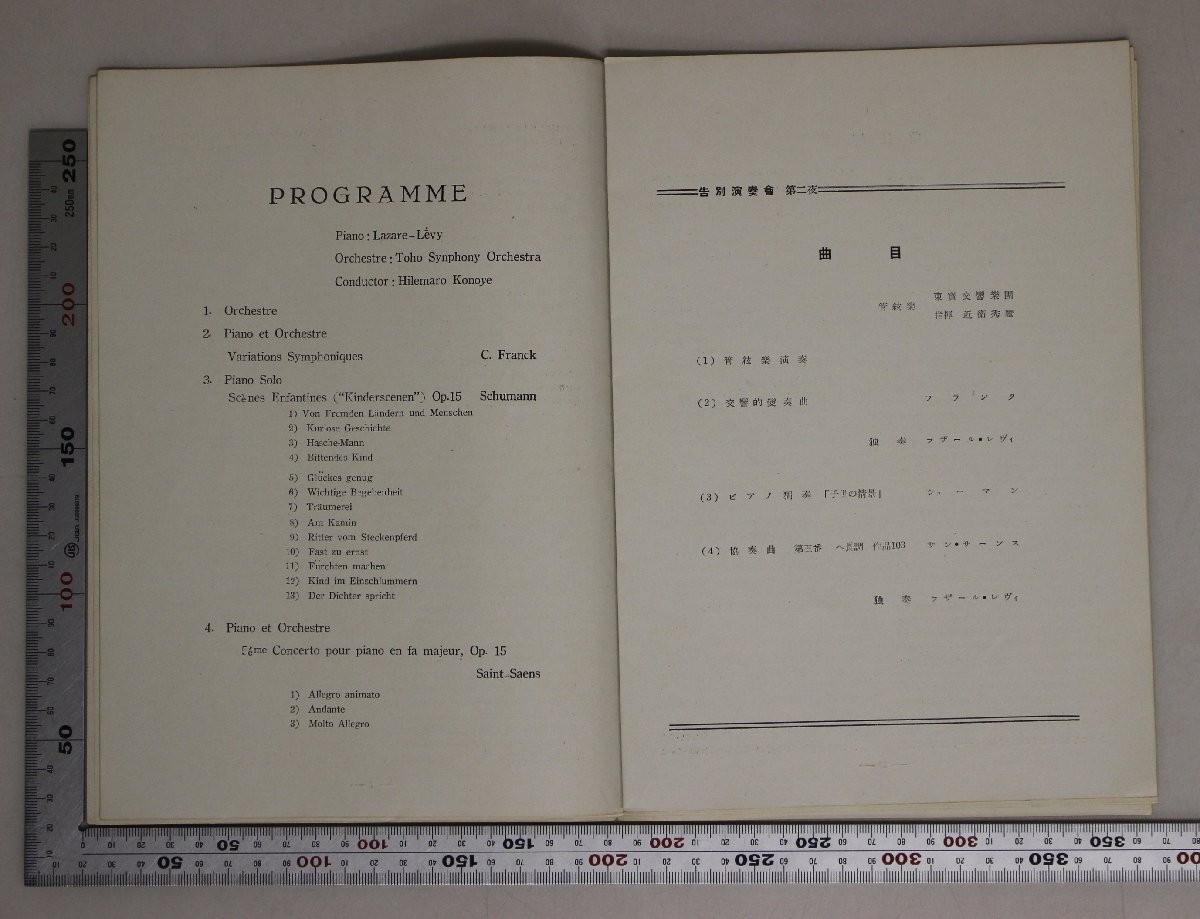 PROGRAMME
Piano : Lazare-Lêvy
Orchestre : Toho Synphony Orchestra
Conductor : Hilemaro Konoye
1. Orchestre
2. Piano et Orchestre
Variations Symphoniques C. Franck
3. Piano Solo
Scènes Enfantines ("Kinderscenen") Op.15 Schumann
1) Von Fremden Ländern und Menschen
2) Kuriose Geschichte
3) Hasche-Mann
4) Bittendes Kind
5) Glückes genug
6) Wichtige Begebenheit
7) Träumerei
8) Am Kamin
9) Ritter vom Steckenpferd
10) Fast zu ernst
11) Fürchten machen
12) Kind im Einschlummern
13) Der Dichter spricht
4. Piano et Orchestre
5éme Concerto pour piano en fa majeur, Op. 15
Saint-Saens
1) Allegro animato
2) Andante
3) Molto Allegro
告別演奏會 第二夜
曲目
管絃樂 東寶交響樂團
指揮 近衛秀麿
(1) 管絃樂演奏
(2) 交響的變奏曲 フランク
独奏 ラザール・レヴィ
(3) ピアノ獨奏 「子供の情景」 シューマン
(4) 協奏曲 第五番 ヘ長調 作品103 サン・サーンス
独奏 ラザール・レヴィ